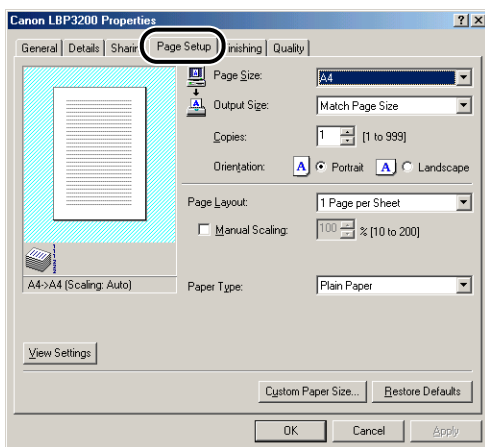 Canon LBP3200 Properties ? ×
General Details Sharin Page Setup inishing Quality
Page Size: A4
Output Size: Match Page Size
Copies: 1 [1 to 999]
Orientation: A Portrait A Landscape
Page Layout: 1 Page per Sheet
Manual Scaling: 100 % [10 to 200]
A4->A4 (Scaling: Auto)
Paper Type: Plain Paper
View Settings
Custom Paper Size... Restore Defaults
OK Cancel Apply